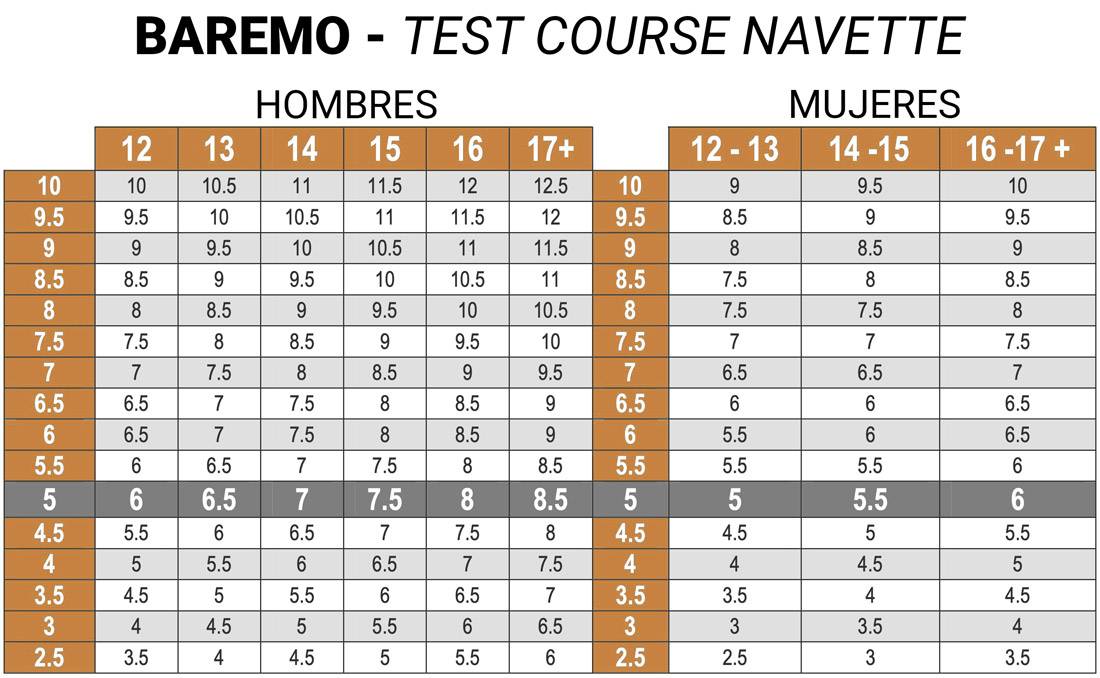 BAREMO - TEST COURSE NAVETTE
HOMBRES MUJERES
12 13 14 15 16 17+ 12 - 13 14 -15 16 -17 +
10 10 10.5 11 11.5 12 12.5 10 9 9.5 10
9.5 9.5 10 10.5 11 11.5 12 9.5 8.5 9 9.5
9 9 9.5 10 10.5 11 11.5 9 8 8.5 9
8.5 8.5 9 9.5 10 10.5 11 8.5 7.5 8 8.5
8 8 8.5 9 9.5 10 10.5 8 7.5 7.5 8
7.5 7.5 8 8.5 9 9.5 10 7.5 7 7 7.5
7 7 7.5 8 8.5 9 9.5 7 6.5 6.5 7
6.5 6.5 7 7.5 8 8.5 9 6.5 6 6 6.5
6 6.5 7 7.5 8 8.5 9 6 5.5 6 6.5
5.5 6 6.5 7 7.5 8 8.5 5.5 5.5 5.5 6
5 6 6.5 7 7.5 8 8.5 5 5 5.5 6
4.5 5.5 6 6.5 7 7.5 8 4.5 4.5 5 5.5
4 5 5.5 6 6.5 7 7.5 4 4 4.5 5
3.5 4.5 5 5.5 6 6.5 7 3.5 3.5 4 4.5
3 4 4.5 5 5.5 6 6.5 3 3 3.5 4
2.5 3.5 4 4.5 5 5.5 6 2.5 2.5 3 3.5